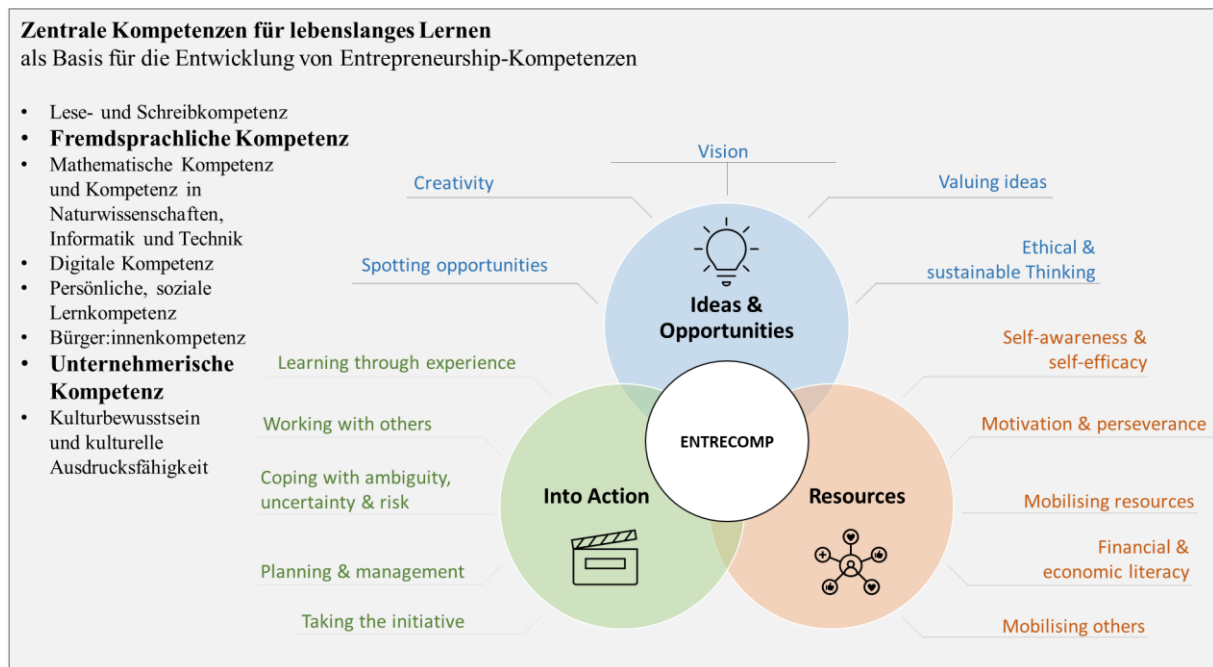 Zentrale Kompetenzen für lebenslanges Lernen
als Basis für die Entwicklung von Entrepreneurship-Kompetenzen
• Lese- und Schreibkompetenz
• Fremdsprachliche Kompetenz
• Mathematische Kompetenz
und Kompetenz in
Naturwissenschaften,
Informatik und Technik
• Digitale Kompetenz
• Persönliche, soziale
Lernkompetenz
• Bürger:innenkompetenz
• Unternehmerische
Kompetenz
• Kulturbewusstsein
und kulturelle
Ausdrucksfähigkeit
Vision
Creativity
Valuing ideas
Spotting opportunities
Ethical &
sustainable Thinking
Ideas &
Opportunities
Learning through experience
Working with others
Coping with ambiguity,
uncertainty & risk
Planning & management
Taking the initiative
Into Action
ENTRECOMP
Resources
Self-awareness &
self-efficacy
Motivation & perseverance
Mobilising resources
Financial &
economic literacy
Mobilising others